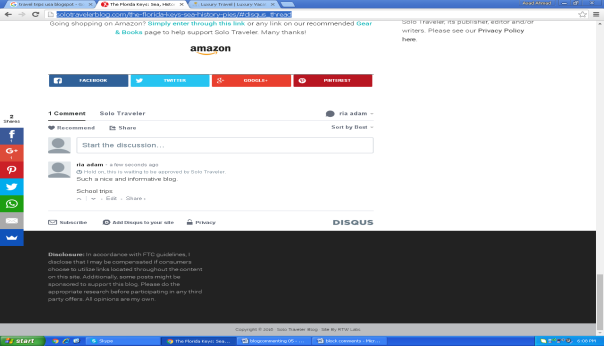 Travel trips usa Blogspot - G
The Florida Keys: Sea, Histo
Luxury Travel | Luxury Vaca
solotravelerblog.com/the-florida-keys-sea-history-pies/#disqus_thread
Going shopping on Amazon? Simply enter through this link or any link on our recommended Gear
& Books page to help support Solo Traveler. Many thanks!
Solo Traveler, its publisher, editor and/or
writers. Please see our Privacy Policy
here.
amazon
FACEBOOK
TWITTER
GOOGLE+
PINTEREST
2
Shares
1
1
1 Comment
Solo Traveler
ria adam
Recommend
Share
Sort by Best
Start the discussion…
ria adam • a few seconds ago
Hold on, this is waiting to be approved by Solo Traveler.
Such a nice and informative blog.
School trips
Edit
Share ›
Subscribe
Add Disqus to your site
Privacy
DISQUS
Disclosure: In accordance with FTC guidelines, I
disclose that I may be compensated if consumers
choose to utilize links located throughout the content
on this site. Additionally, some posts might be
sponsored to support this blog. Please do the
appropriate research before participating in any third
party offers. All opinions are my own.
Copyright © 2016 · Solo Traveler Blog · Site By RTW Labs
start
Skype
The Florida Keys: Sea...
blogcommenting 05 - ...
block comments - Micr...
6:00 PM